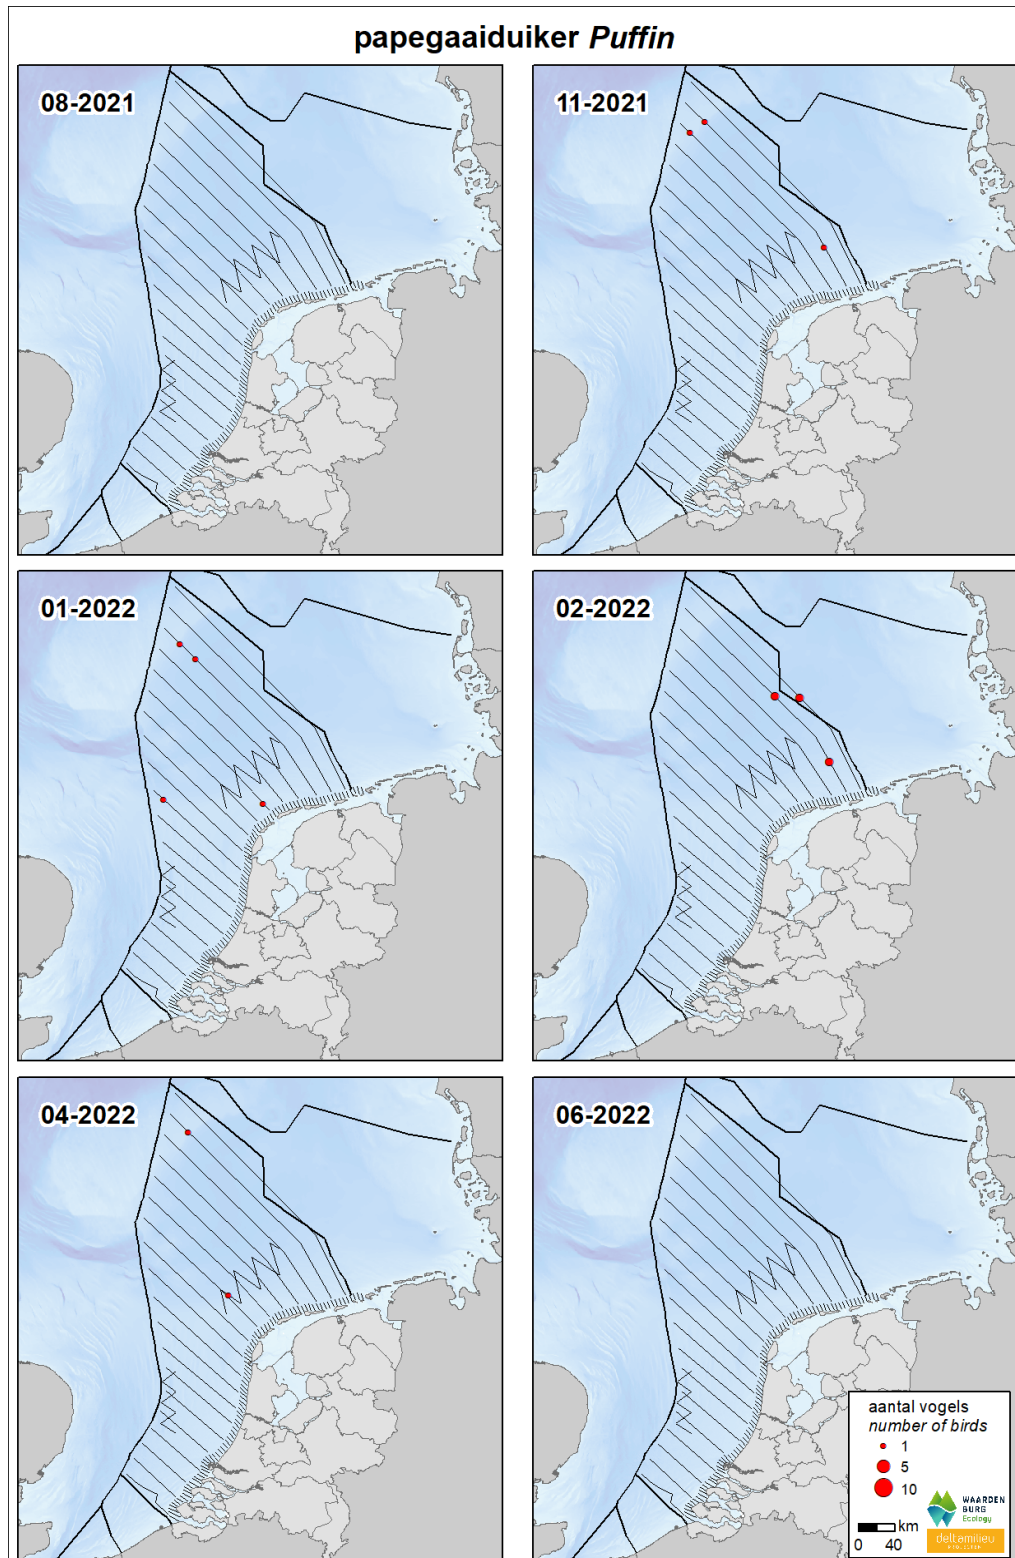 papegaaiduiker Puffin
08-2021
11-2021
01-2022
02-2022
04-2022
06-2022
aantal vogels
number of birds
1
5
10
km
0 40
WAARDEN
BURG
Ecology
deltamilieu